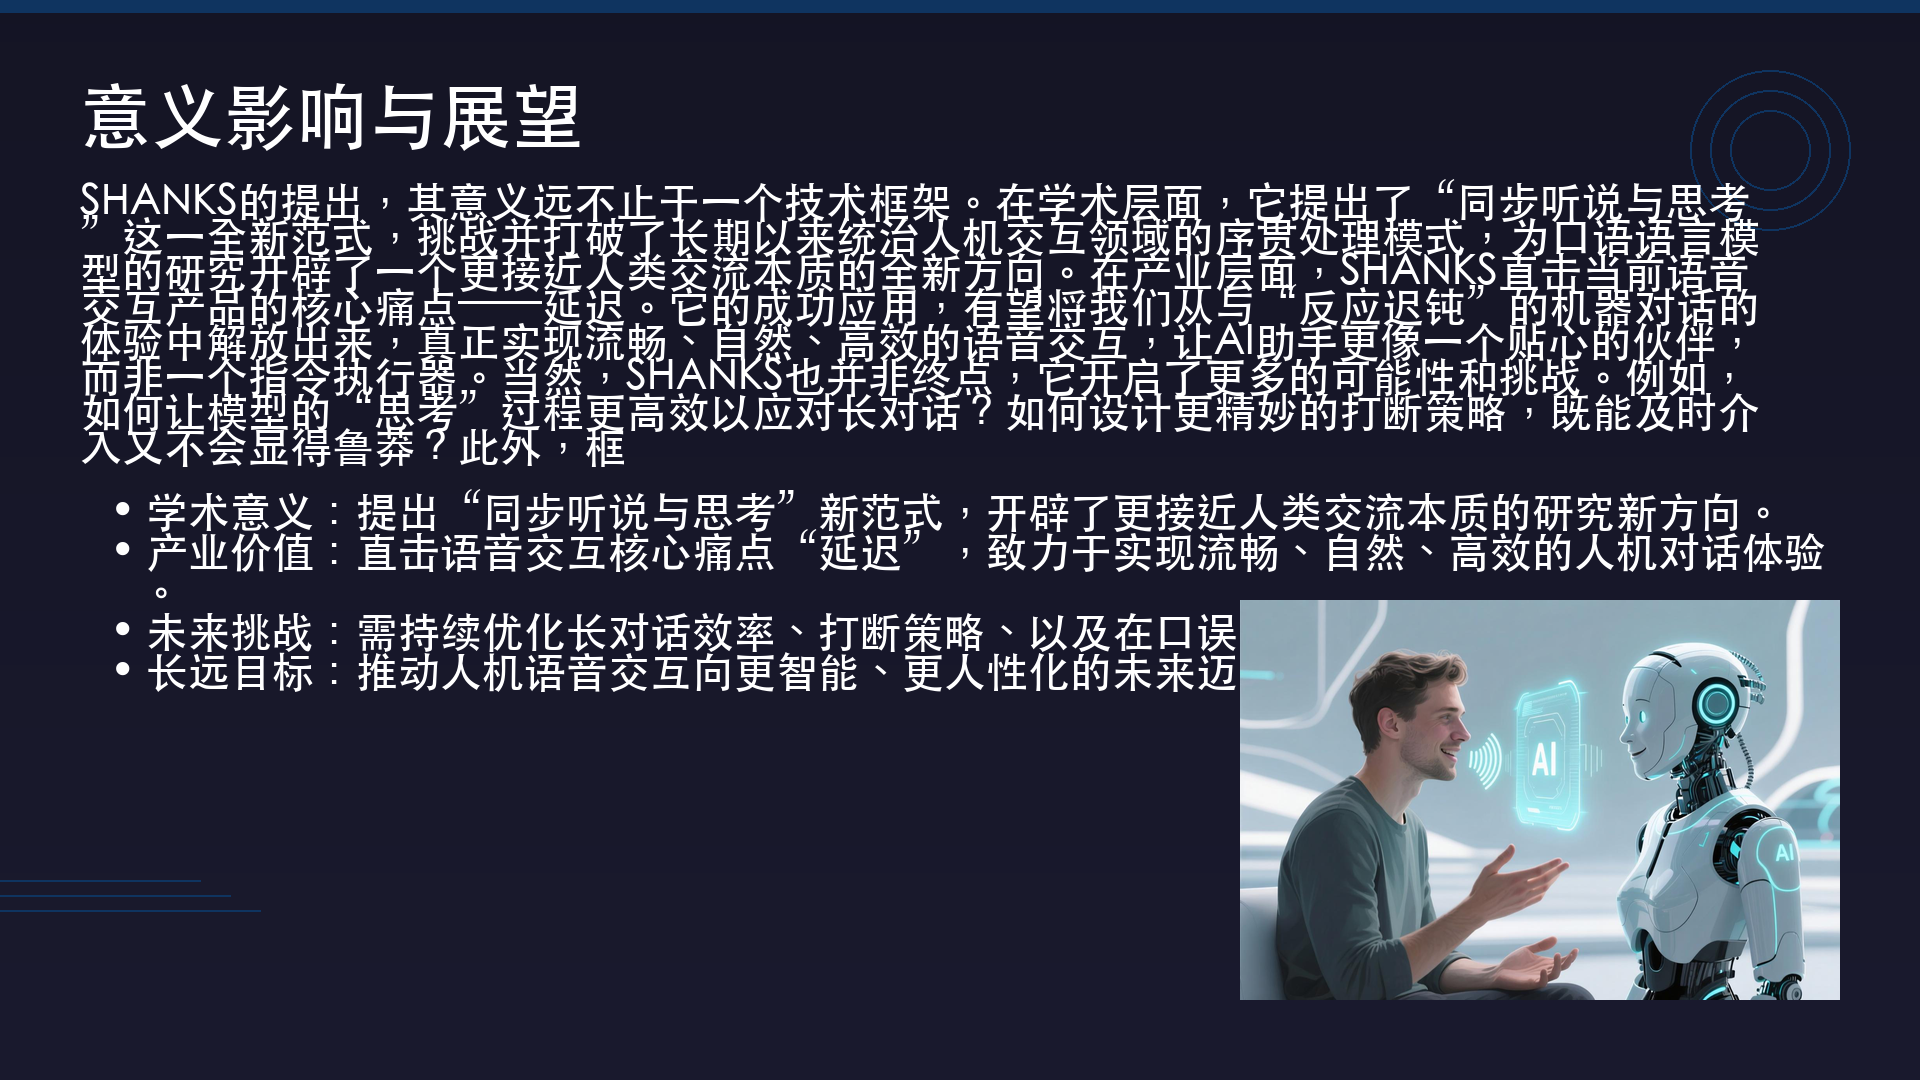 意义影响与展望
SHANKS的提出，其意义远不止于一个技术框架。在学术层面，它提出了“同步听说与思考
”这一全新范式，挑战并打破了长期以来统治人机交互领域的序贯处理模式，为口语语言模
型的研究开辟了一个更接近人类交流本质的全新方向。在产业层面，SHANKS直击当前语音
交互产品的核心痛点——延迟。它的成功应用，有望将我们从与“反应迟钝”的机器对话的
体验中解放出来，真正实现流畅、自然、高效的语音交互，让AI助手更像一个贴心的伙伴，
而非一个指令执行器。当然，SHANKS也并非终点，它开启了更多的可能性和挑战。例如，
如何让模型的“思考”过程更高效以应对长对话？如何设计更精妙的打断策略，既能及时介
入又不会显得鲁莽？此外，框
• 学术意义：提出“同步听说与思考”新范式，开辟了更接近人类交流本质的研究新方向。
• 产业价值：直击语音交互核心痛点“延迟”，致力于实现流畅、自然、高效的人机对话体验
。
• 未来挑战：需持续优化长对话效率、打断策略、以及在口误
• 长远目标：推动人机语音交互向更智能、更人性化的未来迈
AI
AI